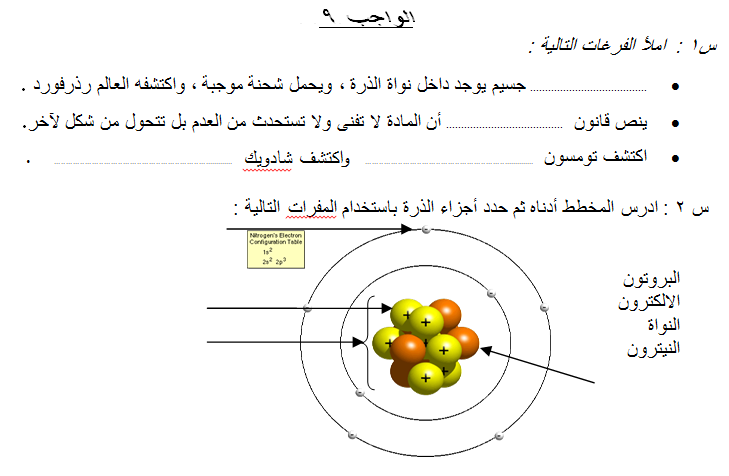 الواجب ٩
س١ : املأ الفرغات التالية :
• ........................ جسيم يوجد داخل نواة الذرة ، ويحمل شحنة موجبة ، واكتشفه العالم رذرفورد .
• ينص قانون ........................ أن المادة لا تفنى ولا تستحدث من العدم بل تتحول من شكل لآخر.
• اكتشف تومسون ........................ واكتشف شادويك ........................ .
س ٢ : ادرس المخطط أدناه ثم حدد أجزاء الذرة باستخدام المفرات التالية :
Nitrogen's Electron
Configuration Table
1s²
2s² 2p³
البروتون
الالكترون
النواة
النيترون
+ + + + + + +